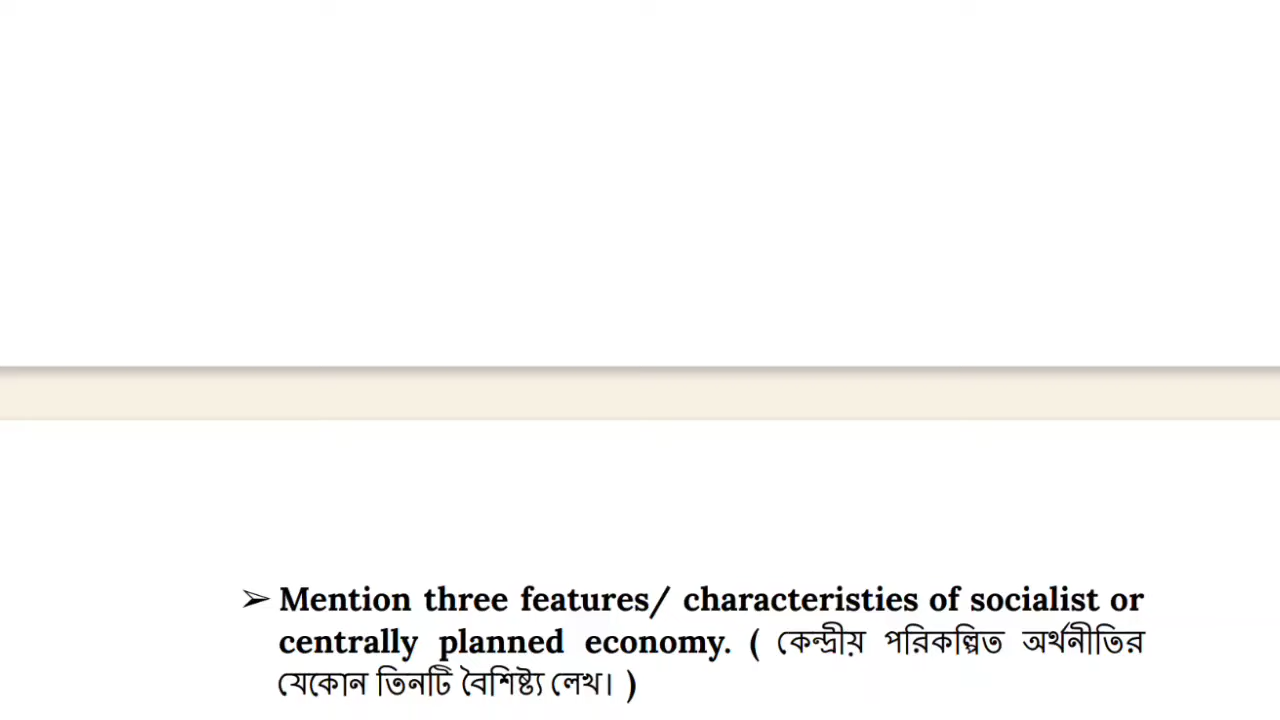 ➢ Mention three features/ characteristies of socialist or
centrally planned economy. ( কেন্দ্রীয় পরিকল্পিত অর্থনীতির
যেকোন তিনটি বৈশিষ্ট্য লেখ। )